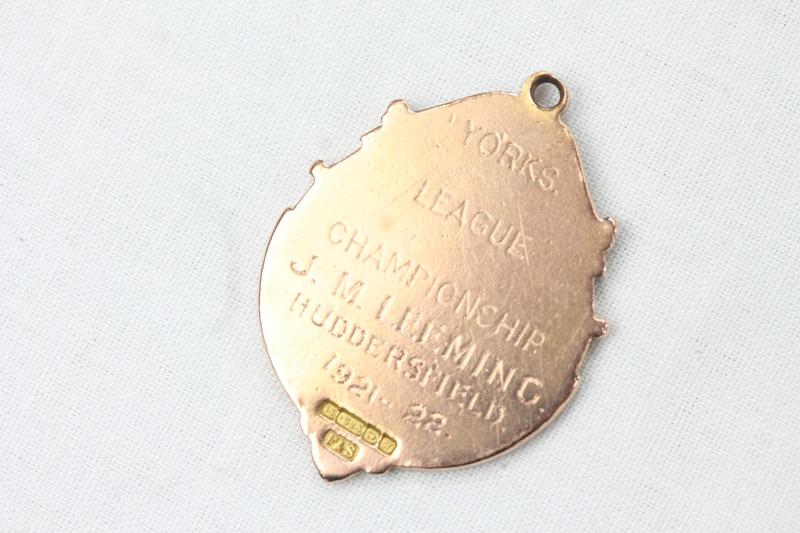 YORKS.
LEAGUE
CHAMPIONSHIP
J. M. LEEMING
HUDDERSFIELD.
1921-22.
F&S